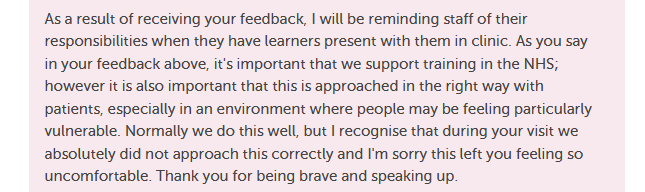 As a result of receiving your feedback, I will be reminding staff of their
responsibilities when they have learners present with them in clinic. As you say
in your feedback above, it's important that we support training in the NHS;
however it is also important that this is approached in the right way with
patients, especially in an environment where people may be feeling particularly
vulnerable. Normally we do this well, but I recognise that during your visit we
absolutely did not approach this correctly and I'm sorry this left you feeling so
uncomfortable. Thank you for being brave and speaking up.